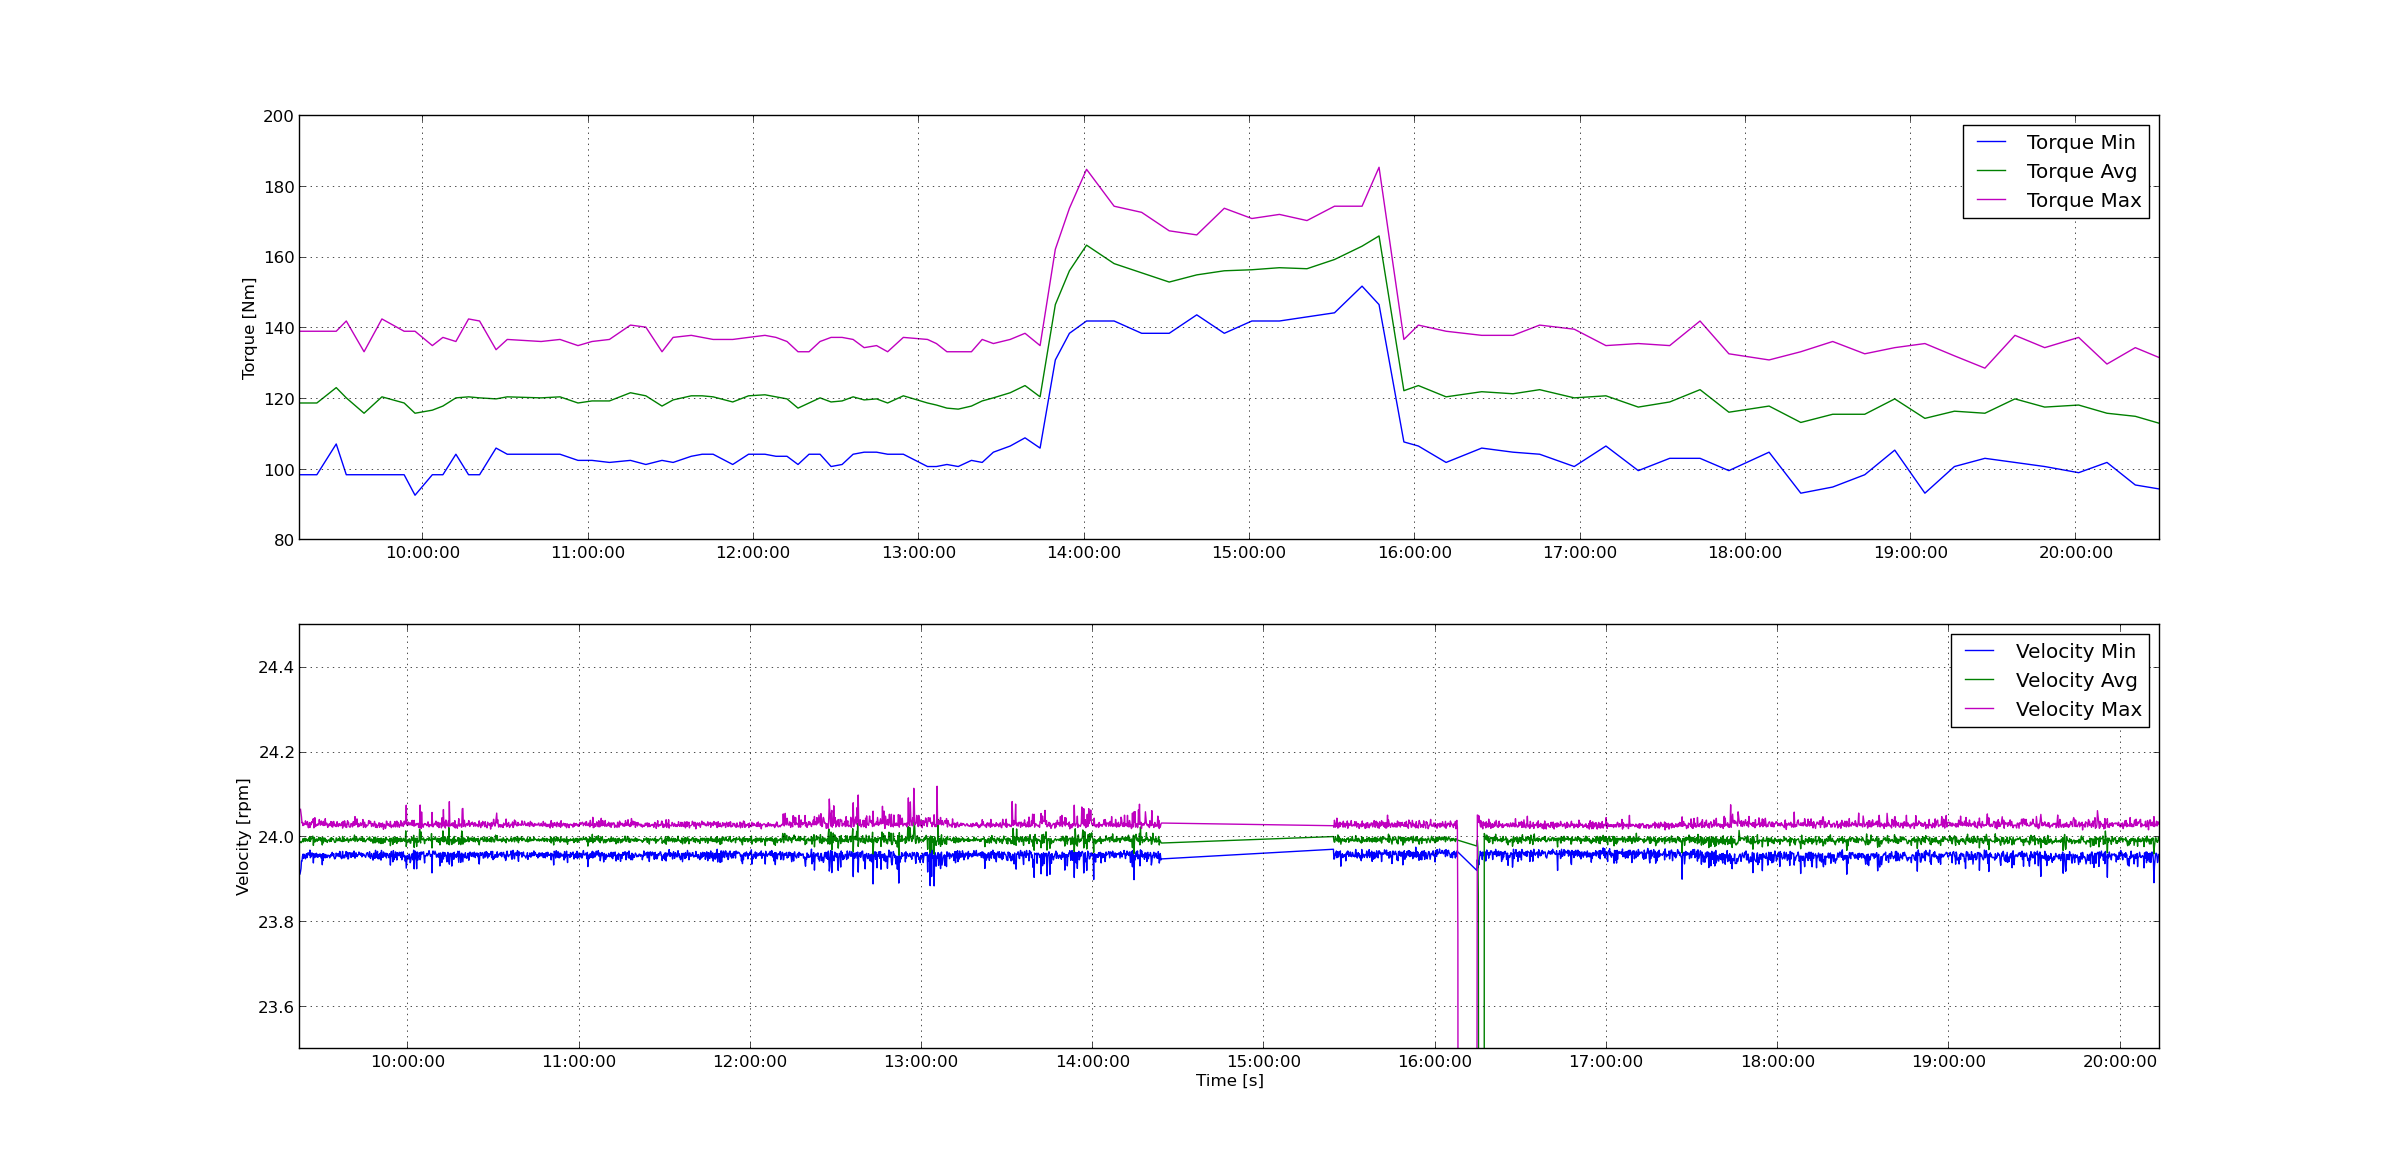 200
180
160
140
120
100
80
Torque [Nm]
Torque Min
Torque Avg
Torque Max
10:00:00 11:00:00 12:00:00 13:00:00 14:00:00 15:00:00 16:00:00 17:00:00 18:00:00 19:00:00 20:00:00
24.4
24.2
24.0
23.8
23.6
Velocity [rpm]
Velocity Min
Velocity Avg
Velocity Max
10:00:00 11:00:00 12:00:00 13:00:00 14:00:00 15:00:00 16:00:00 17:00:00 18:00:00 19:00:00 20:00:00
Time [s]